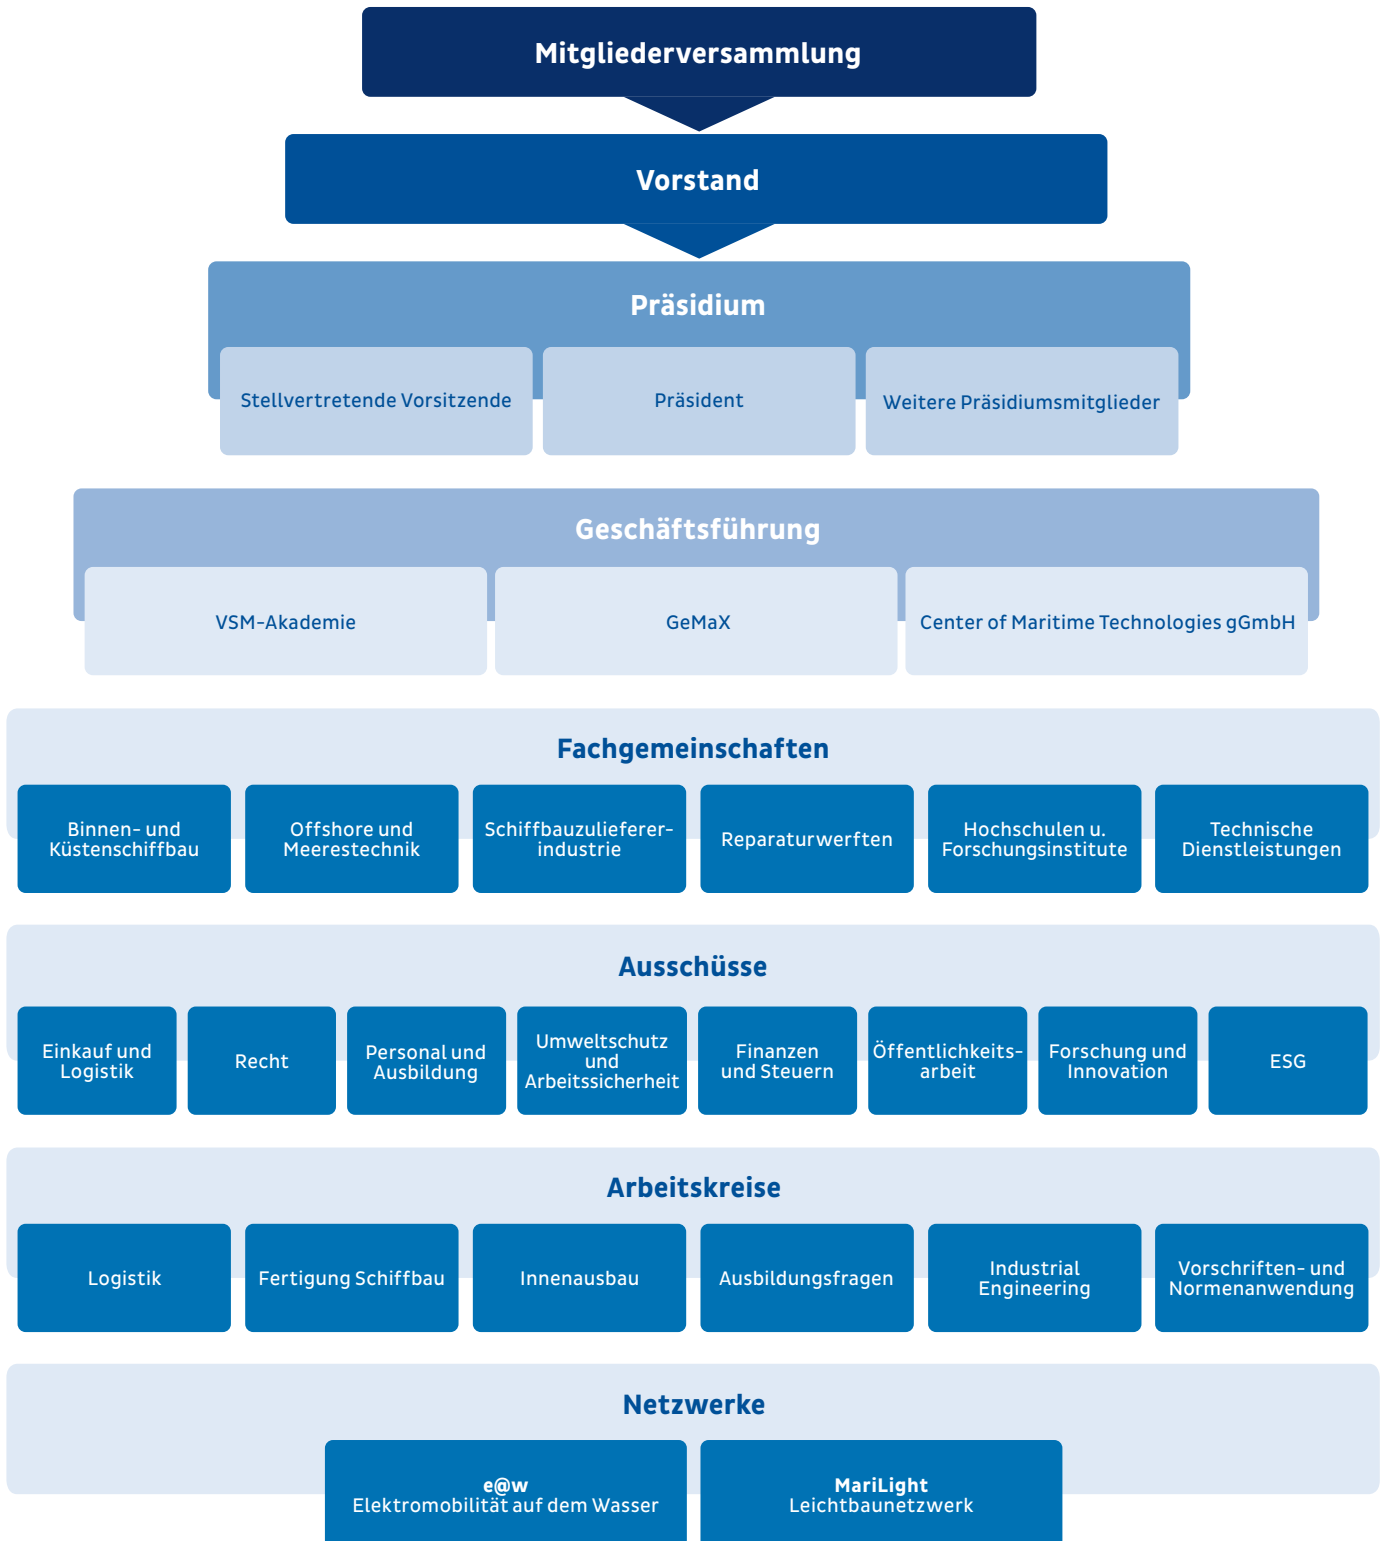 Mitgliederversammlung
Vorstand
Präsidium
Stellvertretende Vorsitzende
Präsident
Weitere Präsidiumsmitglieder
Geschäftsführung
VSM-Akademie
GeMaX
Center of Maritime Technologies gGmbH
Fachgemeinschaften
Binnen- und
Küstenschiffbau
Offshore und
Meerestechnik
Schiffbauzulieferer-
industrie
Reparaturwerften
Hochschulen u.
Forschungsinstitute
Technische
Dienstleistungen
Ausschüsse
Einkauf und
Logistik
Recht
Personal und
Ausbildung
Umweltschutz
und
Arbeitssicherheit
Finanzen
und Steuern
Öffentlichkeits-
arbeit
Forschung und
Innovation
ESG
Arbeitskreise
Logistik
Fertigung Schiffbau
Innenausbau
Ausbildungsfragen
Industrial
Engineering
Vorschriften- und
Normenanwendung
Netzwerke
e@w
Elektromobilität auf dem Wasser
MariLight
Leichtbaunetzwerk